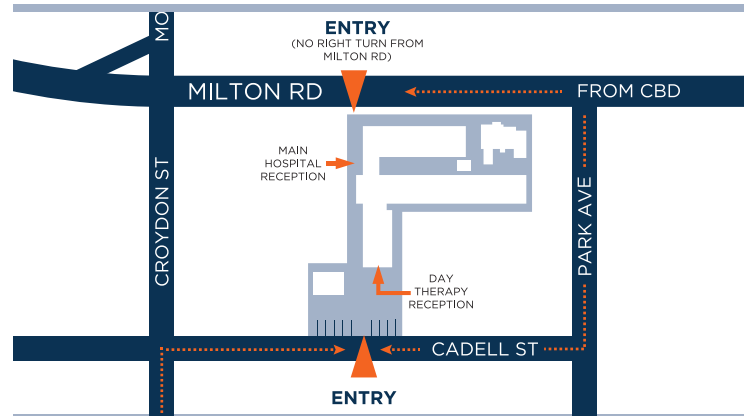 MO
ENTRY
(NO RIGHT TURN FROM
MILTON RD)
MILTON RD
FROM CBD
MAIN
HOSPITAL
RECEPTION
CROYDON ST
PARK AVE
DAY
THERAPY
RECEPTION
CADELL ST
ENTRY